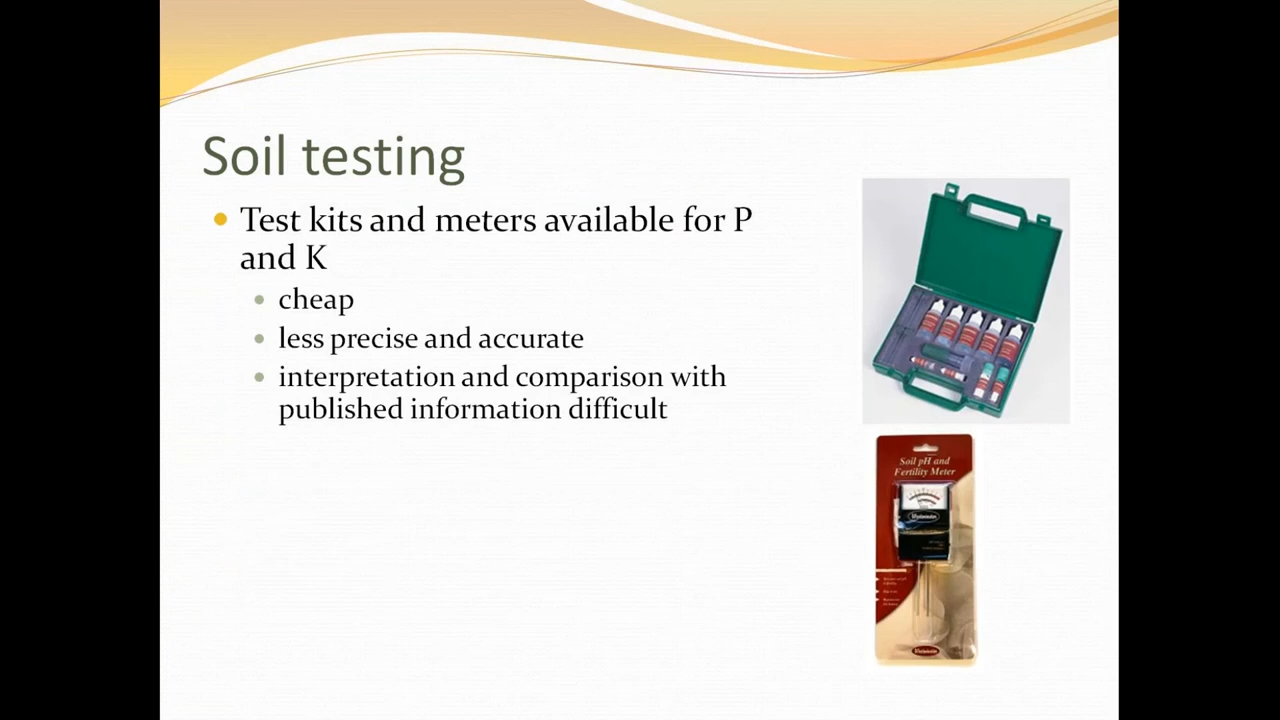 Soil testing
Test kits and meters available for P
and K
cheap
less precise and accurate
interpretation and comparison with
published information difficult
Soil pH and
Fertility Meter